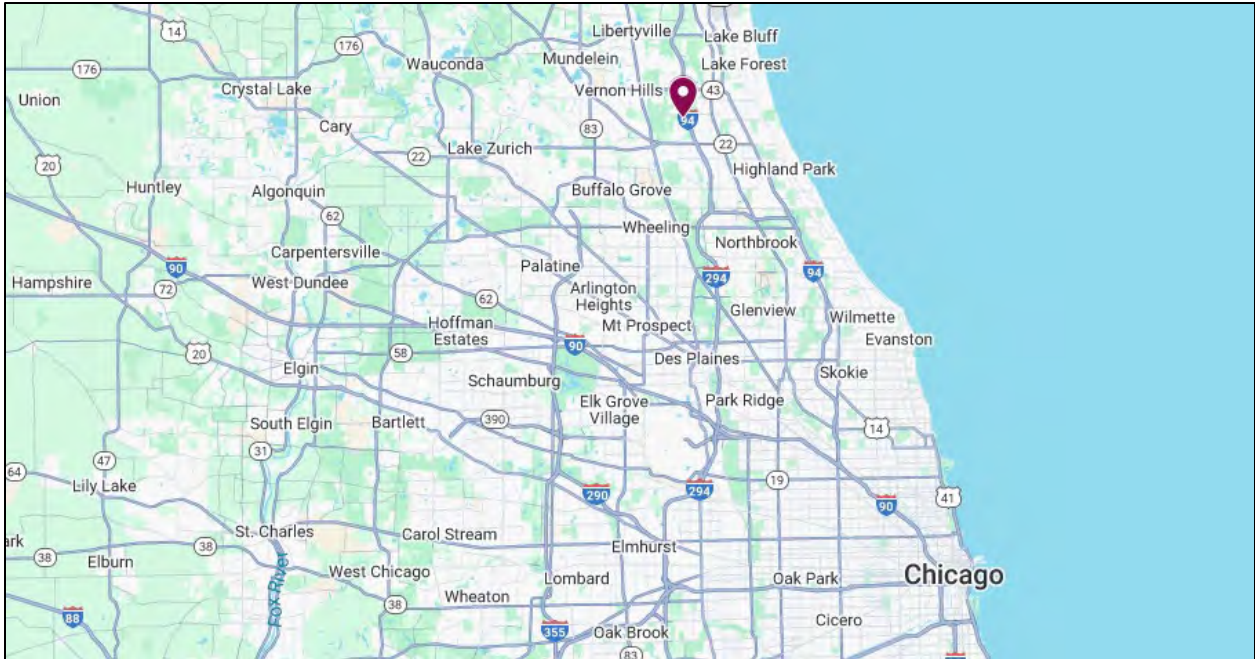 14
Libertyville
Lake Bluff
176
Mundelein
Wauconda
Lake Forest
176
Crystal Lake
Vernon Hills
43
Union
94
Cary
83
22
Lake Zurich
22
20
Highland Park
Huntley
Algonquin
Buffalo Grove
62
Wheeling
Northbrook
Carpentersville
90
Palatine
294
94
Hampshire
72
West Dundee
Arlington
Heights
62
Glenview
Wilmette
Hoffman
Estates
Mt Prospect
Evanston
90
20
58
Des Plaines
Elgin
Schaumburg
Skokie
Elk Grove
Village
Park Ridge
South Elgin
Bartlett
390
14
31
47
64
Lily Lake
19
290
294
41
90
St. Charles
Carol Stream
ark
38
38
Elmhurst
Elburn
Fox River
West Chicago
Lombard
Oak Park
Chicago
38
Wheaton
88
Cicero
355
Oak Brook
83